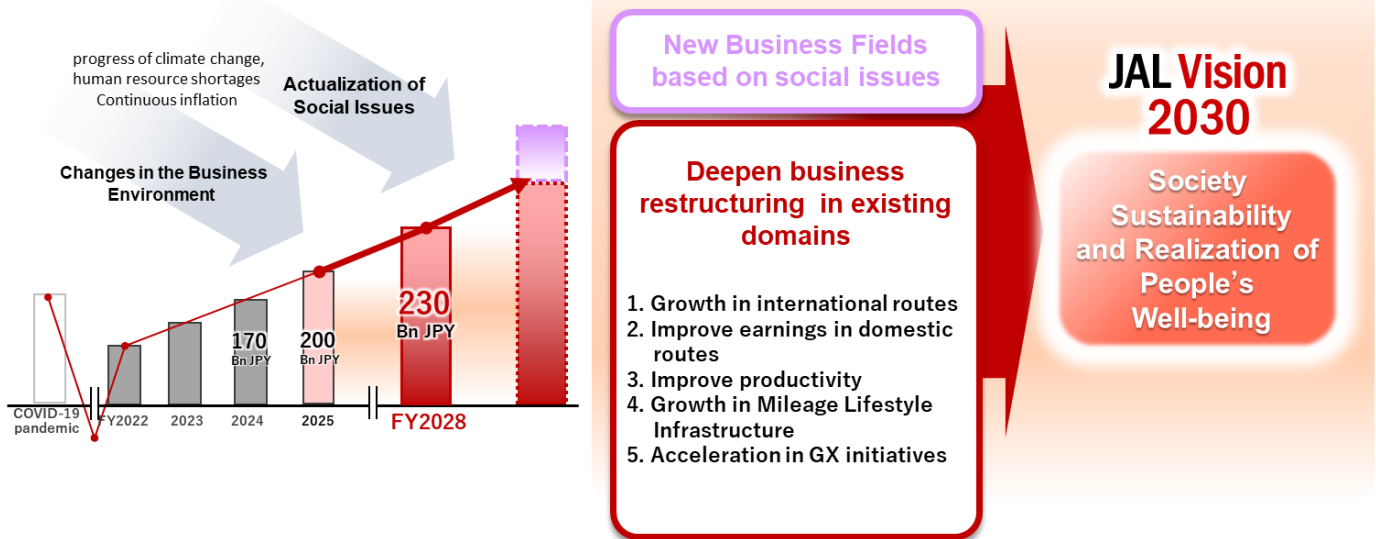 progress of climate change,
human resource shortages
Continuous inflation
Actualization of
Social Issues
Changes in the Business
Environment
170
Bn JPY
200
Bn JPY
230
Bn JPY
COVID-19
pandemic
FY2022
2023
2024
2025
FY2028
New Business Fields
based on social issues
Deepen business
restructuring in existing
domains
1. Growth in international routes
2. Improve earnings in domestic
routes
3. Improve productivity
4. Growth in Mileage Lifestyle
Infrastructure
5. Acceleration in GX initiatives
JAL Vision
2030
Society
Sustainability
and Realization of
People's
Well-being